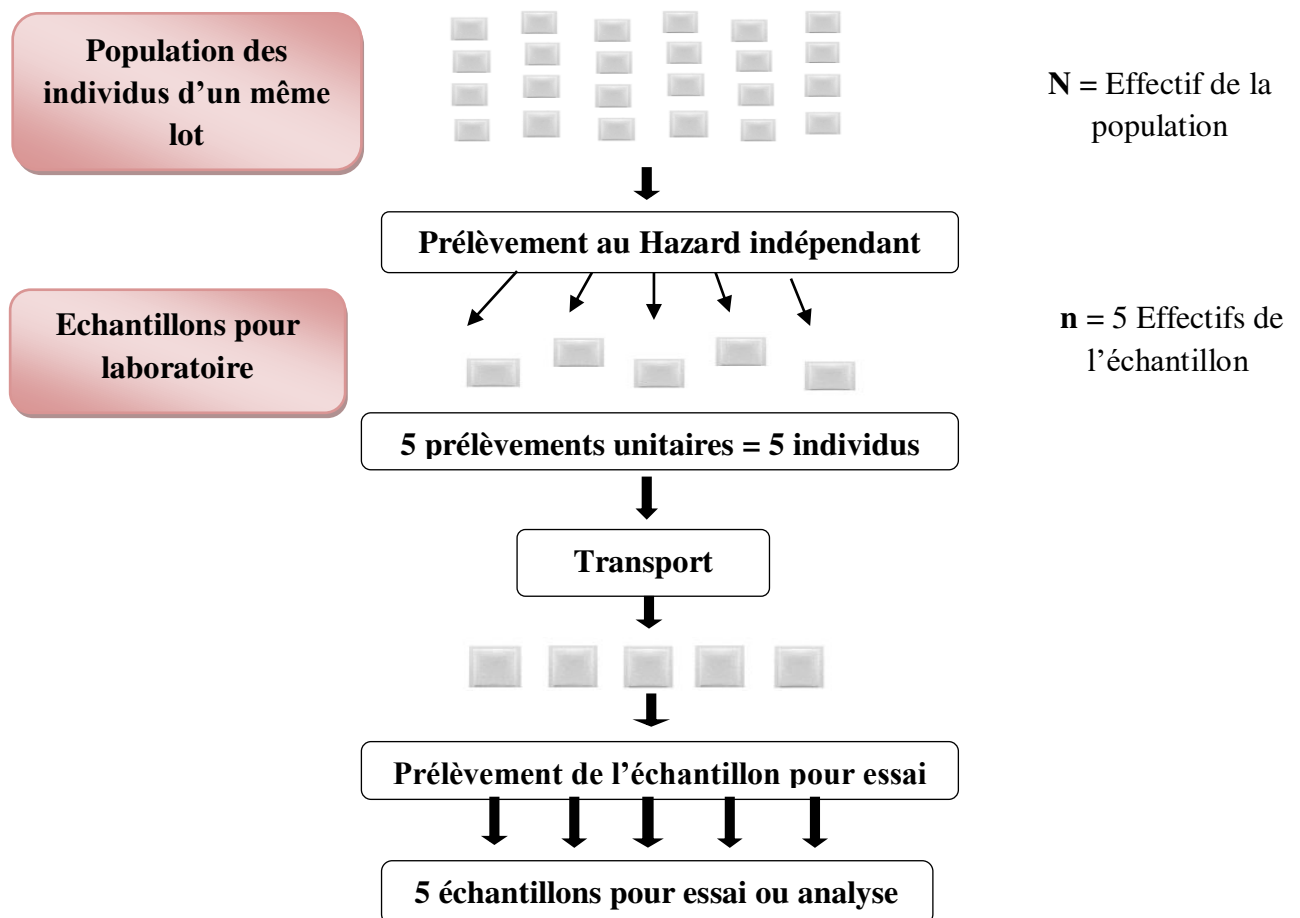 Population des
individus d'un même
lot
N = Effectif de la
population
Prélèvement au Hazard indépendant
Echantillons pour
laboratoire
n = 5 Effectifs de
l'échantillon
5 prélèvements unitaires = 5 individus
Transport
Prélèvement de l'échantillon pour essai
5 échantillons pour essai ou analyse